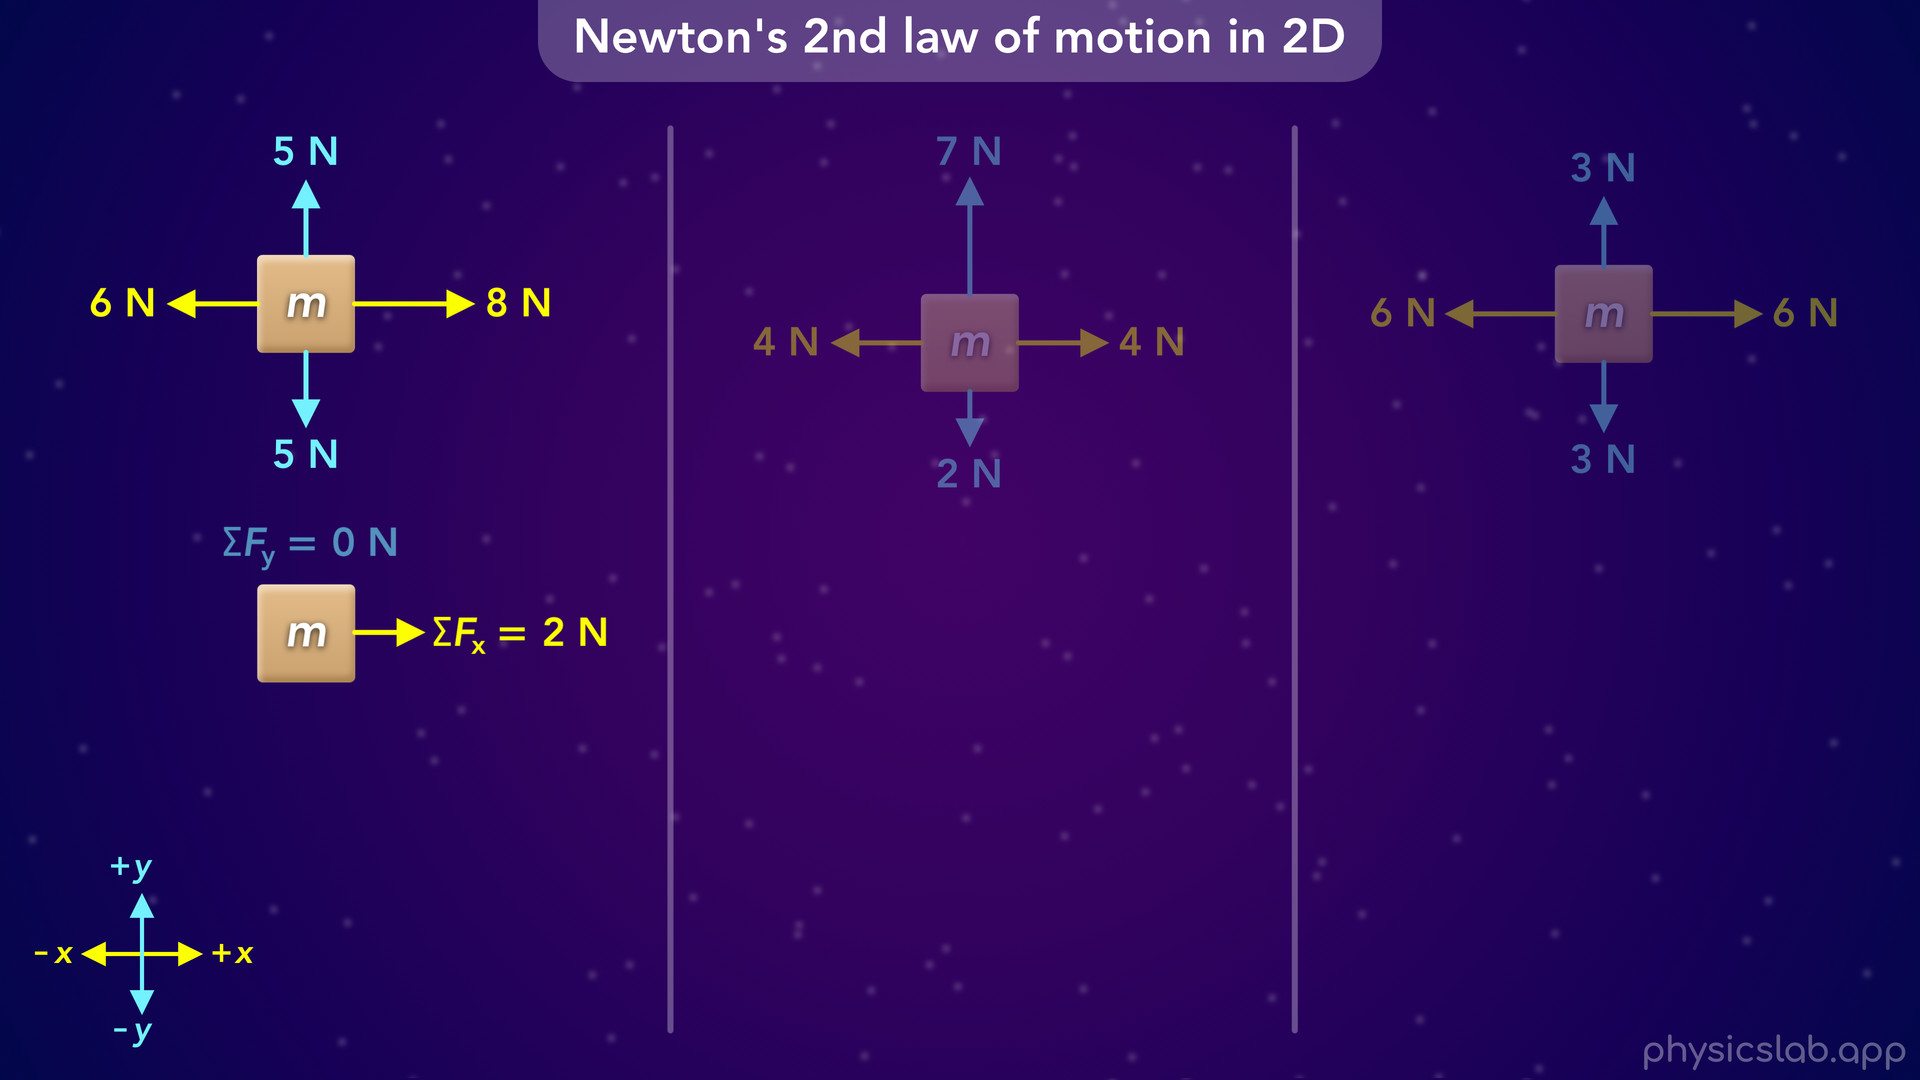 Newton's 2nd law of motion in 2D
5 N
6 N
m
8 N
5 N
ΣFy = 0 N
m
ΣFx = 2 N
+y
-x
+x
-y
7 N
4 N
m
4 N
2 N
3 N
6 N
m
6 N
3 N
physicslab.app